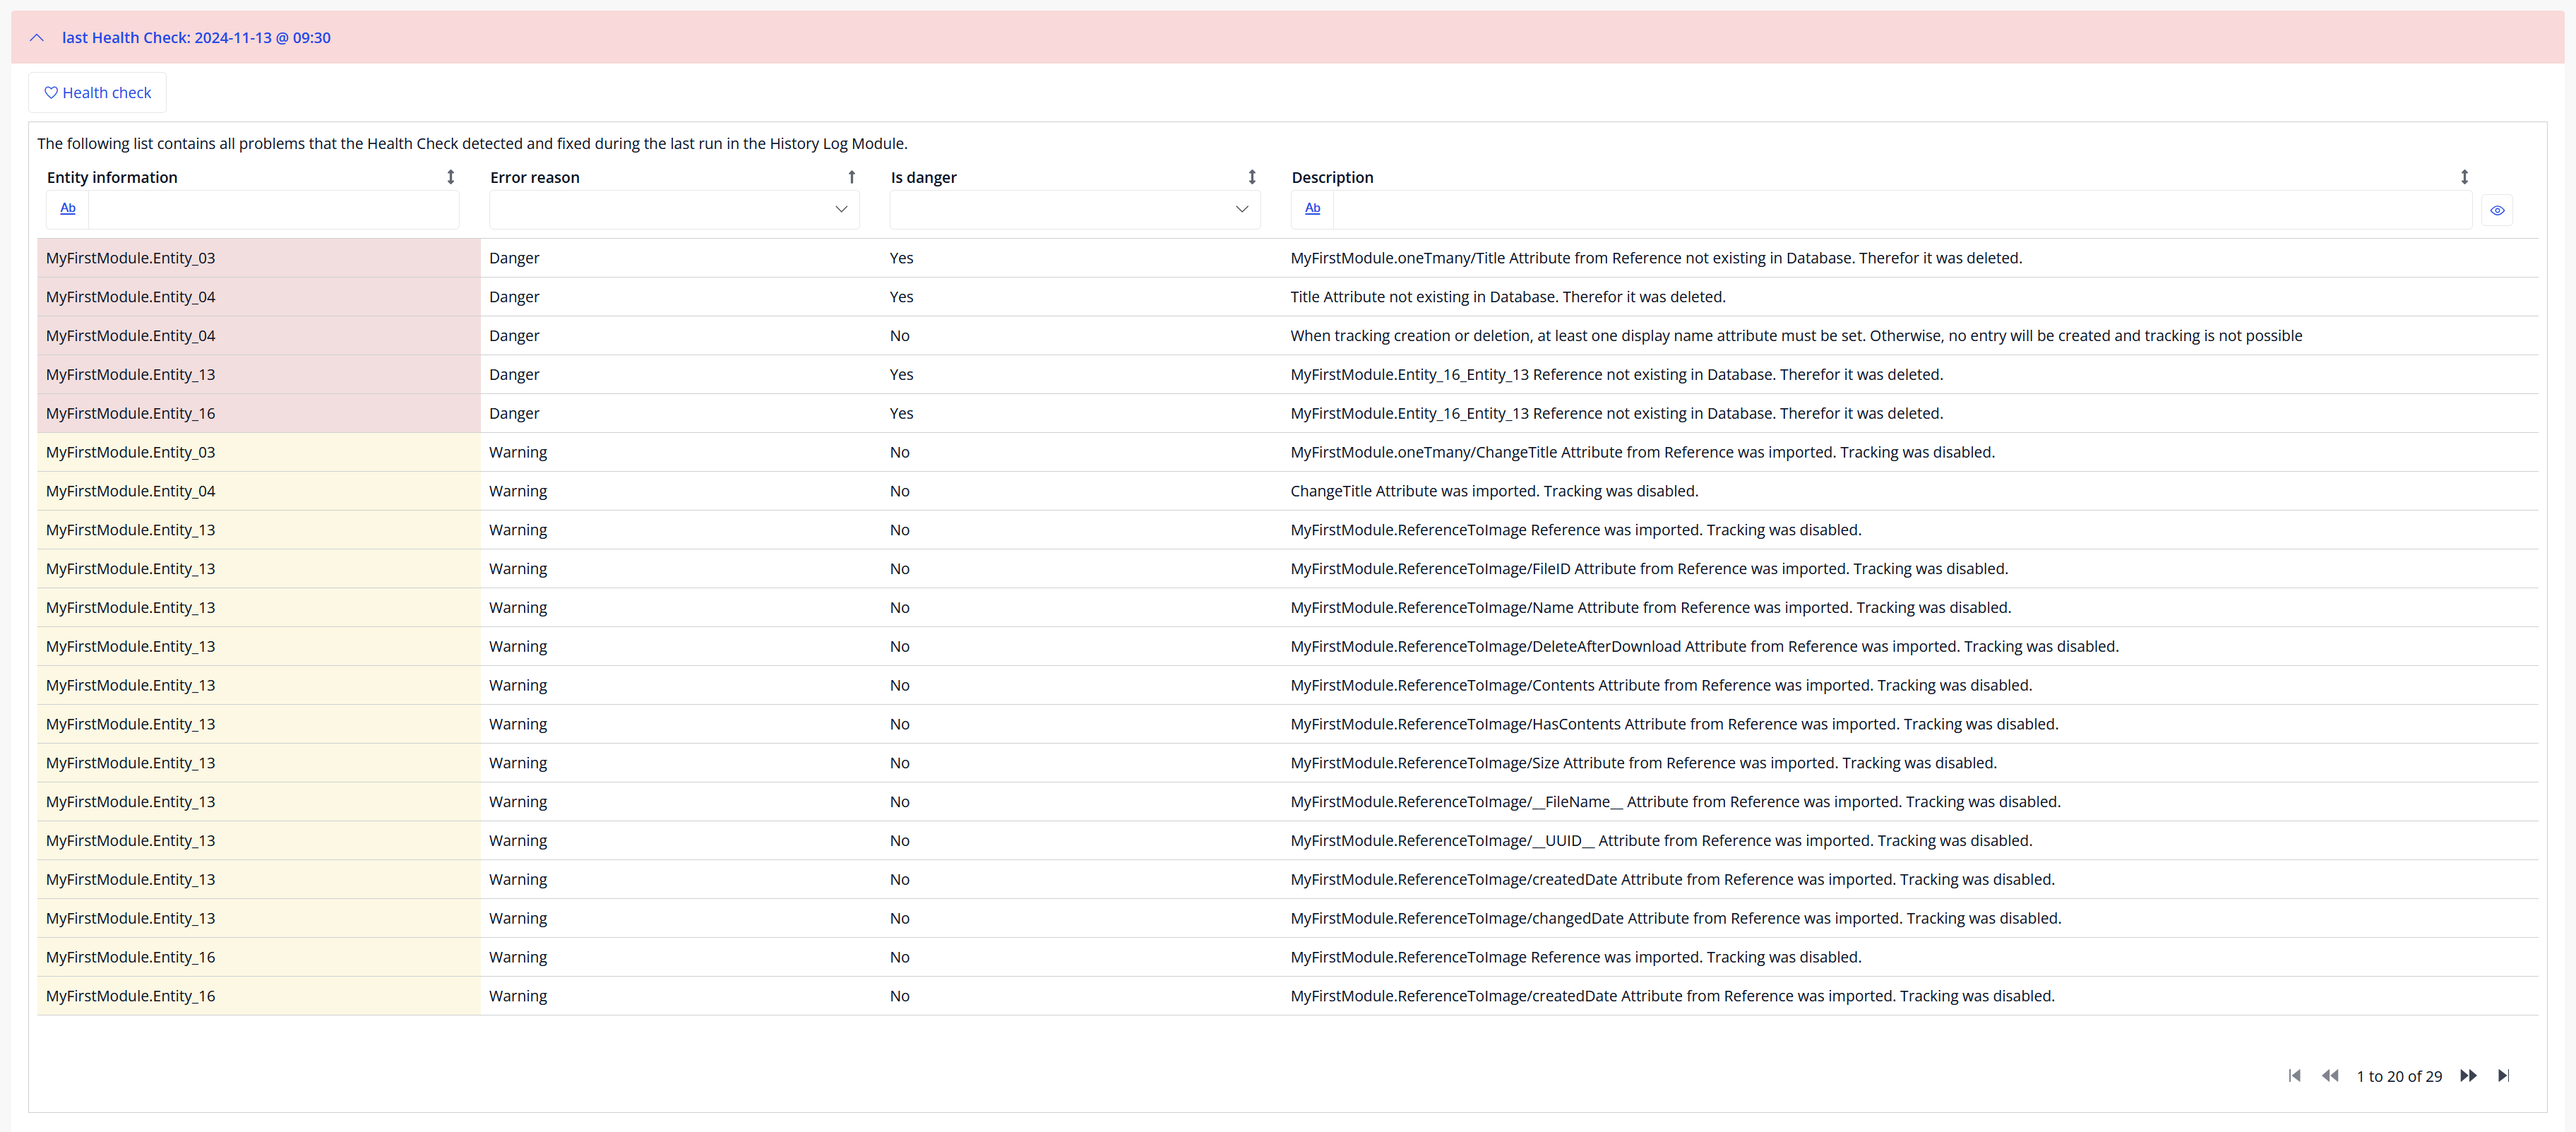 last Health Check: 2024-11-13 @ 09:30
Health check
The following list contains all problems that the Health Check detected and fixed during the last run in the History Log Module.
Entity information Error reason Is danger Description
Ab Ab
MyFirstModule.Entity_03 Danger Yes MyFirstModule.oneTmany/Title Attribute from Reference not existing in Database. Therefor it was deleted.
MyFirstModule.Entity_04 Danger Yes Title Attribute not existing in Database. Therefor it was deleted.
MyFirstModule.Entity_04 Danger No When tracking creation or deletion, at least one display name attribute must be set. Otherwise, no entry will be created and tracking is not possible
MyFirstModule.Entity_13 Danger Yes MyFirstModule.Entity_16_Entity_13 Reference not existing in Database. Therefor it was deleted.
MyFirstModule.Entity_16 Danger Yes MyFirstModule.Entity_16_Entity_13 Reference not existing in Database. Therefor it was deleted.
MyFirstModule.Entity_03 Warning No MyFirstModule.oneTmany/ChangeTitle Attribute from Reference was imported. Tracking was disabled.
MyFirstModule.Entity_04 Warning No ChangeTitle Attribute was imported. Tracking was disabled.
MyFirstModule.Entity_13 Warning No MyFirstModule.ReferenceToImage Reference was imported. Tracking was disabled.
MyFirstModule.Entity_13 Warning No MyFirstModule.ReferenceToImage/FileID Attribute from Reference was imported. Tracking was disabled.
MyFirstModule.Entity_13 Warning No MyFirstModule.ReferenceToImage/Name Attribute from Reference was imported. Tracking was disabled.
MyFirstModule.Entity_13 Warning No MyFirstModule.ReferenceToImage/DeleteAfterDownload Attribute from Reference was imported. Tracking was disabled.
MyFirstModule.Entity_13 Warning No MyFirstModule.ReferenceToImage/Contents Attribute from Reference was imported. Tracking was disabled.
MyFirstModule.Entity_13 Warning No MyFirstModule.ReferenceToImage/HasContents Attribute from Reference was imported. Tracking was disabled.
MyFirstModule.Entity_13 Warning No MyFirstModule.ReferenceToImage/Size Attribute from Reference was imported. Tracking was disabled.
MyFirstModule.Entity_13 Warning No MyFirstModule.ReferenceToImage/__FileName__ Attribute from Reference was imported. Tracking was disabled.
MyFirstModule.Entity_13 Warning No MyFirstModule.ReferenceToImage/__UUID__ Attribute from Reference was imported. Tracking was disabled.
MyFirstModule.Entity_13 Warning No MyFirstModule.ReferenceToImage/createdDate Attribute from Reference was imported. Tracking was disabled.
MyFirstModule.Entity_13 Warning No MyFirstModule.ReferenceToImage/changedDate Attribute from Reference was imported. Tracking was disabled.
MyFirstModule.Entity_16 Warning No MyFirstModule.ReferenceToImage Reference was imported. Tracking was disabled.
MyFirstModule.Entity_16 Warning No MyFirstModule.ReferenceToImage/createdDate Attribute from Reference was imported. Tracking was disabled.
1 to 20 of 29